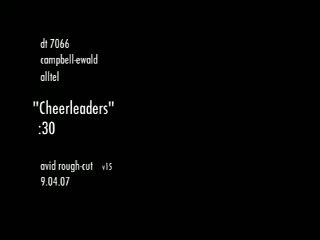 dt 7066
campbell-ewald
alltel
"Cheerleaders"
:30
avid rough-cut v15
9.04.07